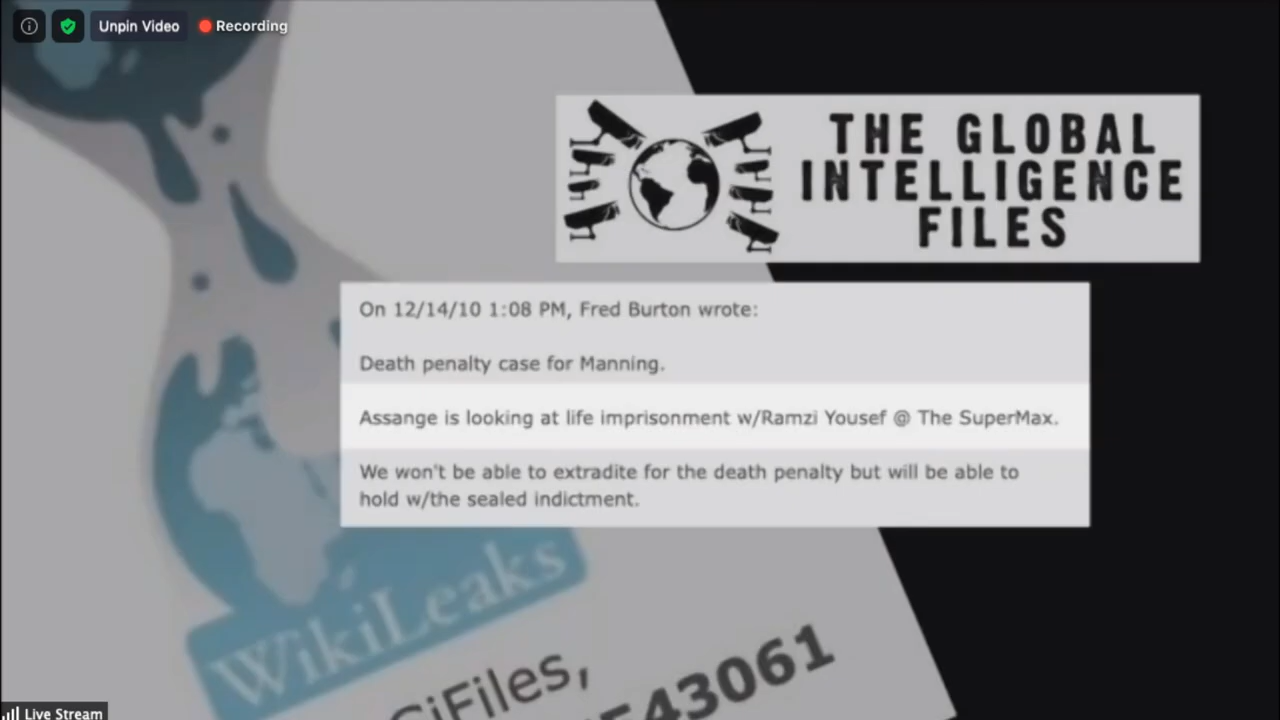 Unpin Video
Recording
THE GLOBAL
INTELLIGENCE
FILES
On 12/14/10 1:08 PM, Fred Burton wrote:
Death penalty case for Manning.
Assange is looking at life imprisonment w/Ramzi Yousef @ The SuperMax.
We won't be able to extradite for the death penalty but will be able to
hold w/the sealed indictment.
WikiLeaks
GiFiles,
543061
Live Stream